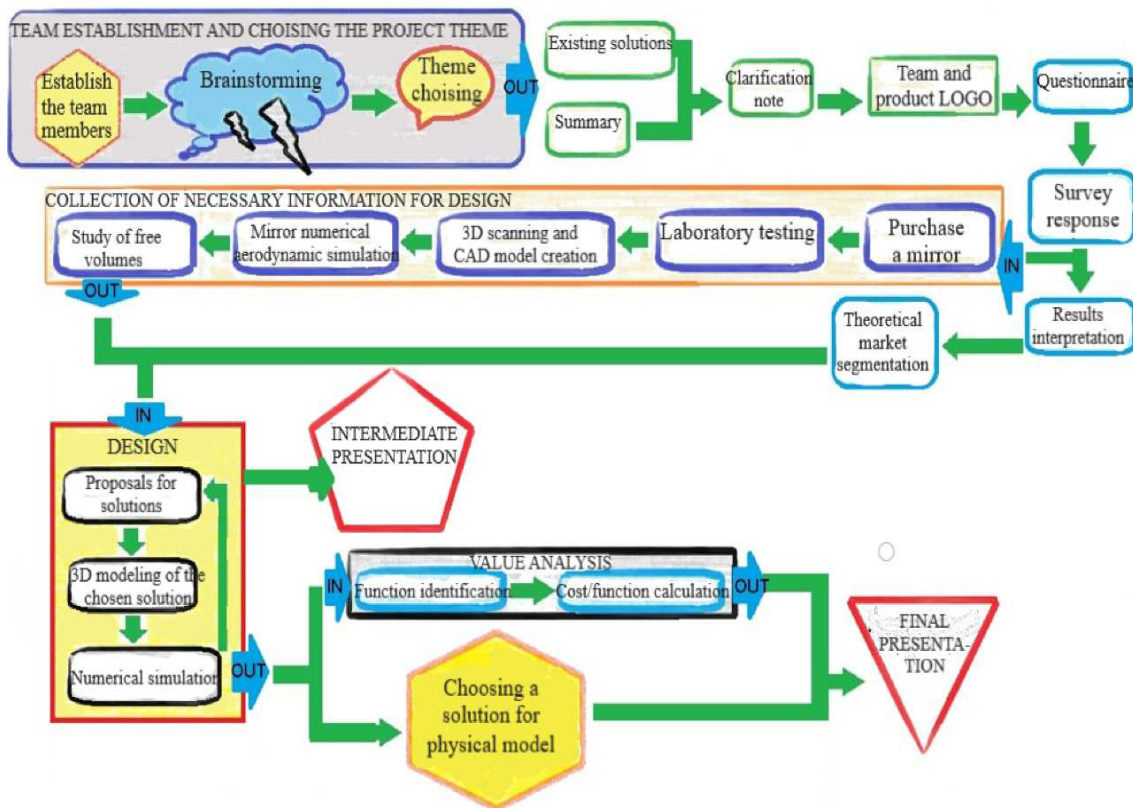 TEAM ESTABLISHMENT AND CHOISING THE PROJECT THEME
Establish
the team
members
Brainstorming
Theme
choising
OUT
Existing solutions
Summary
Clarification
note
Team and
product LOGO
Questionnaire
Survey
response
COLLECTION OF NECESSARY INFORMATION FOR DESIGN
Study of free
volumes
Mirror numerical
aerodynamic simulation
3D scanning and
CAD model creation
Laboratory testing
Purchase
a mirror
IN
OUT
Results
interpretation
Theoretical
market
segmentation
IN
DESIGN
Proposals for
solutions
3D modeling of the
chosen solution
Numerical simulation
OUT
INTERMEDIATE
PRESENTATION
VALUE ANALYSIS
IN
Function identification
Cost/function calculation
OUT
Choosing a
solution for
physical model
FINAL
PRESENTA-
TION